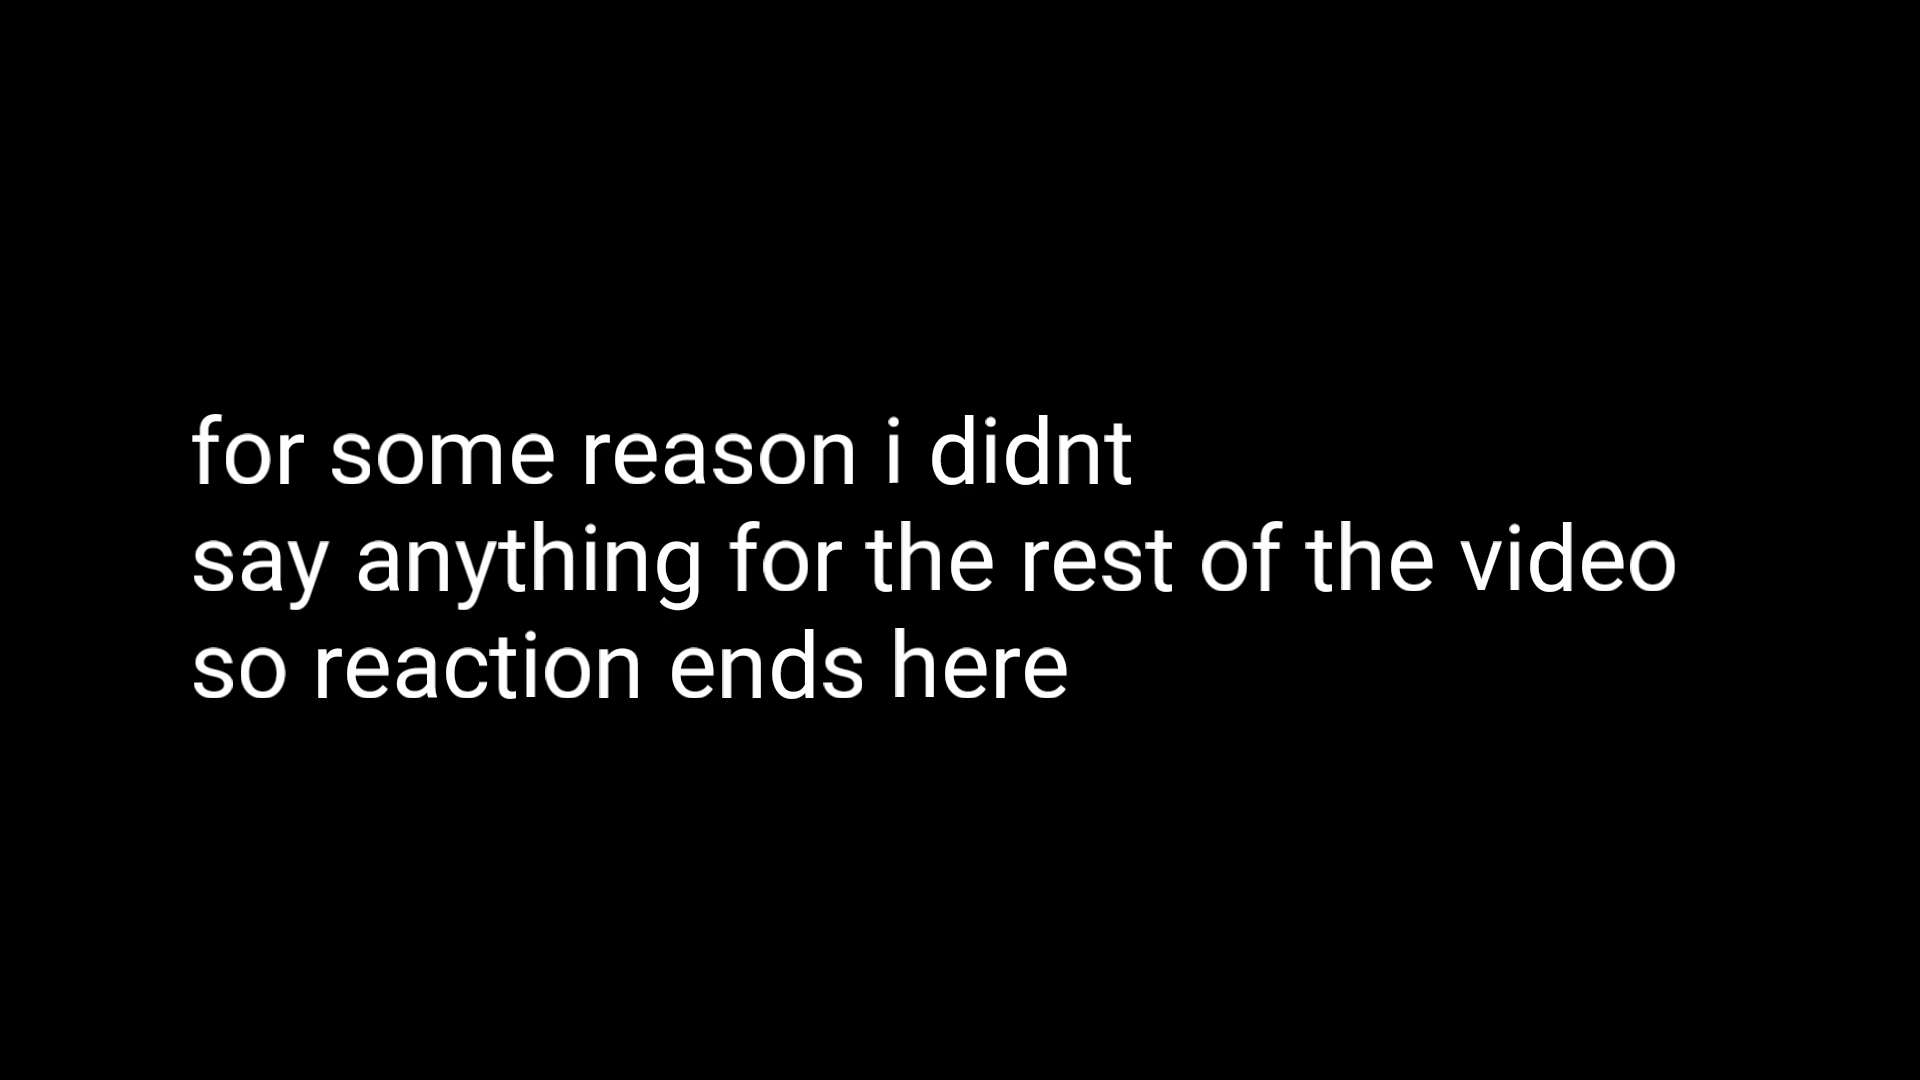 for some reason i didnt
say anything for the rest of the video
so reaction ends here